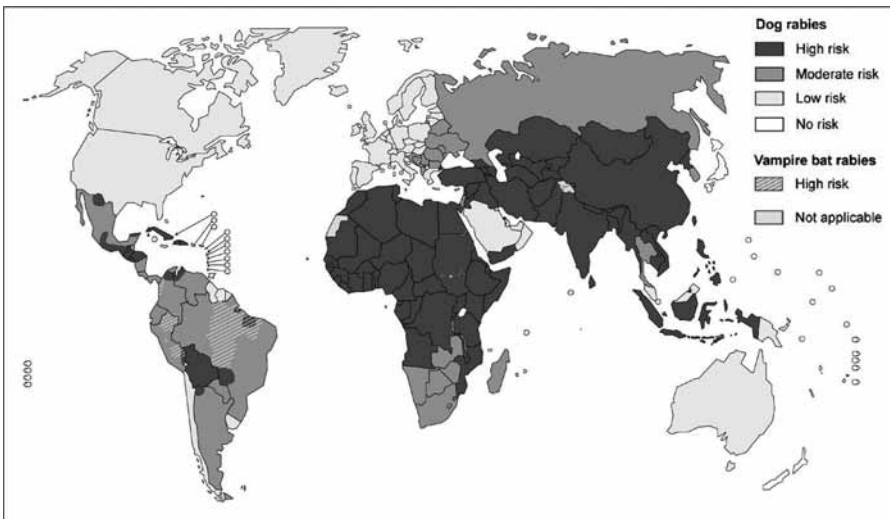 Dog rabies
High risk
Moderate risk
Low risk
No risk
Vampire bat rabies
High risk
Not applicable